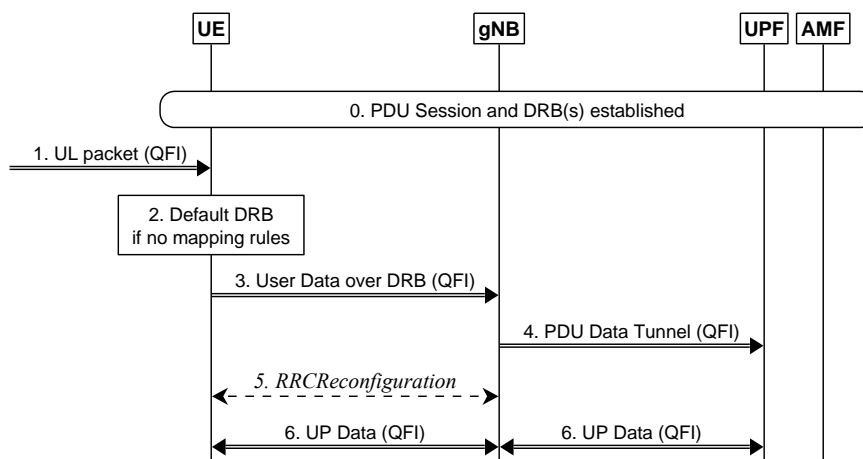 UE
gNB
UPF
AMF
0. PDU Session and DRB(s) established
1. UL packet (QFI)
2. Default DRB
if no mapping rules
3. User Data over DRB (QFI)
4. PDU Data Tunnel (QFI)
5. RRCReconfiguration
6. UP Data (QFI)
6. UP Data (QFI)